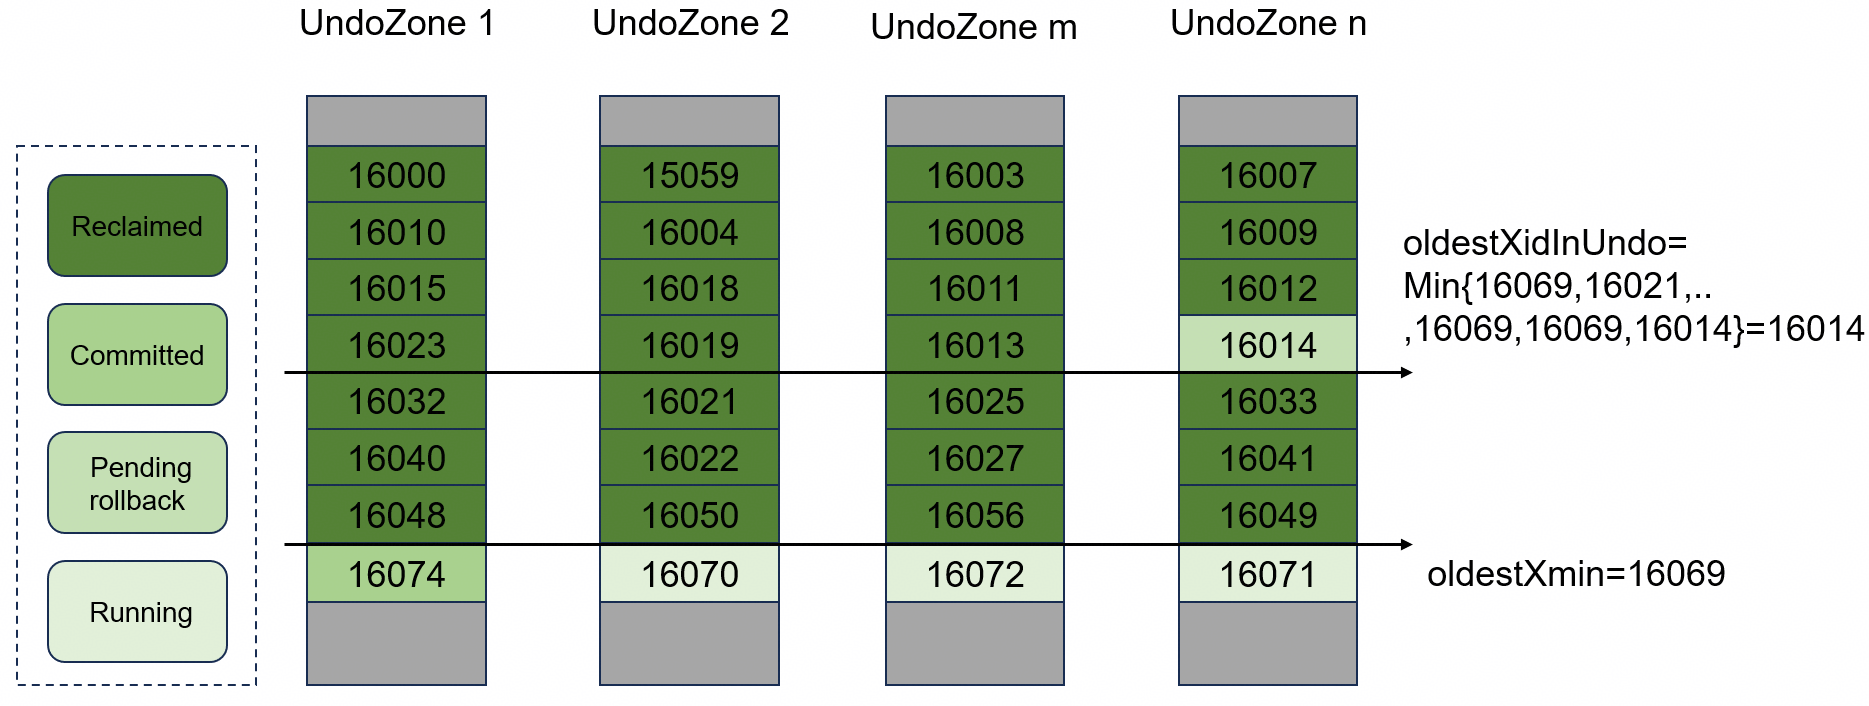 UndoZone 1
UndoZone 2
UndoZone m
UndoZone n
Reclaimed
Committed
Pending
rollback
Running
16000
16010
16015
16023
16032
16040
16048
16074
15059
16004
16018
16019
16021
16022
16050
16070
16003
16008
16011
16013
16025
16027
16056
16072
16007
16009
16012
16014
16033
16041
16049
16071
oldestXidInUndo=
Min{16069,16021,..
,16069,16069,16014}=16014
oldestXmin=16069